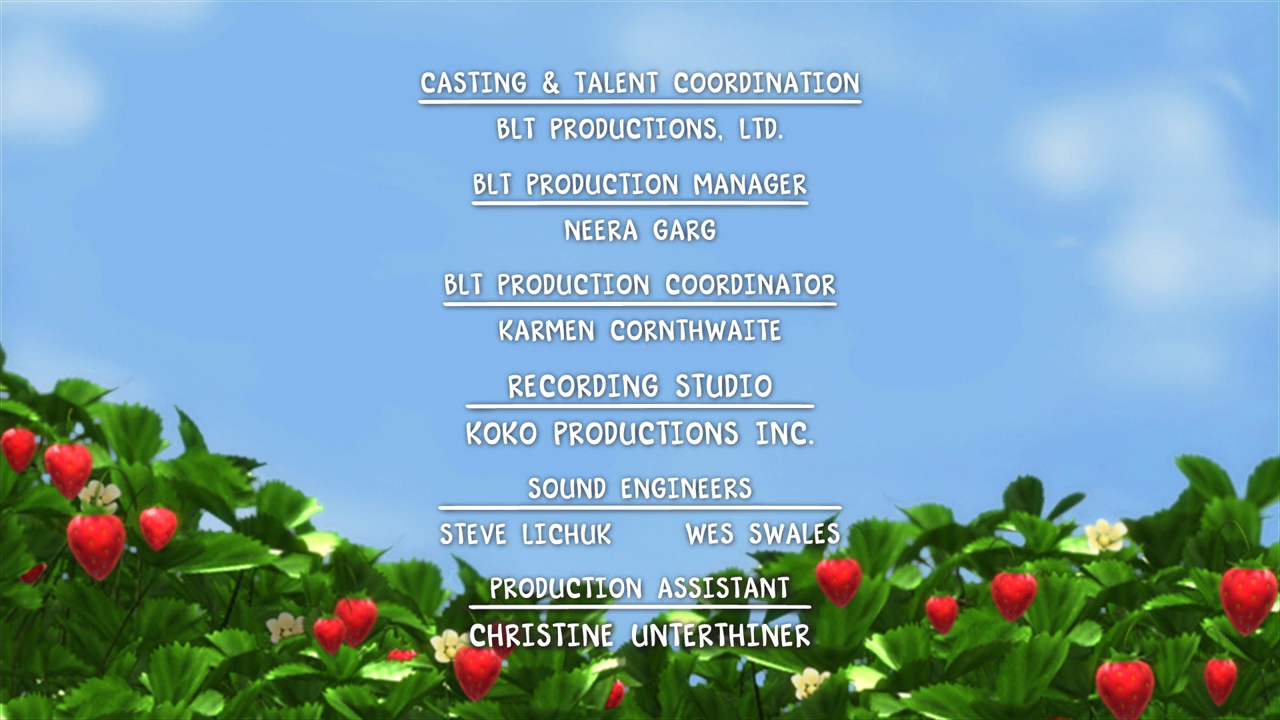 CASTING & TALENT COORDINATION
BLT PRODUCTIONS, LTD.
BLT PRODUCTION MANAGER
NEERA GARG
BLT PRODUCTION COORDINATOR
KARMEN CORNTHWAITE
RECORDING STUDIO
KOKO PRODUCTIONS INC.
SOUND ENGINEERS
STEVE LICHUK WES SWALES
PRODUCTION ASSISTANT
CHRISTINE UNTERTHINER